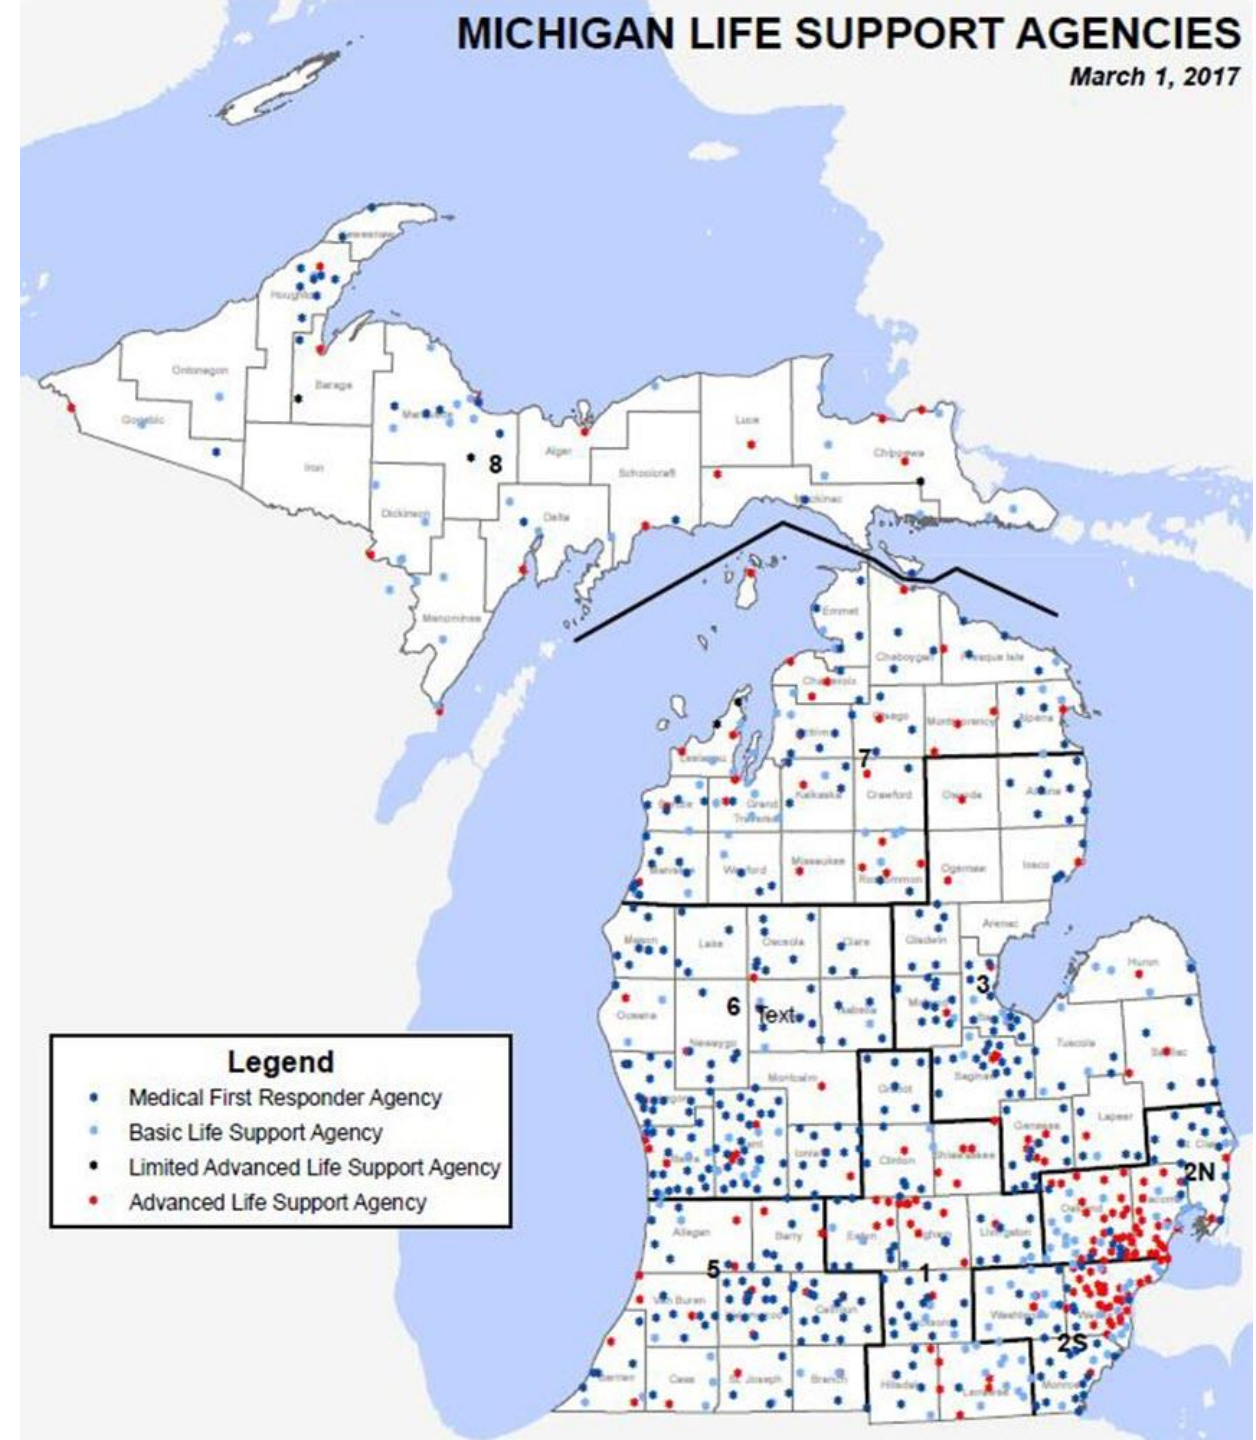 MICHIGAN LIFE SUPPORT AGENCIES
March 1, 2017
Houghton
Ontonagon
Baraga
Gogebic
Marquette
Luce
Iron
8
Alger
Schoolcraft
Chippewa
Mackinac
Dickinson
Delta
Menominee
Emmet
Cheboygan
Presque Isle
Charlevoix
Otsego
Montmorency
Alpena
Antrim
Leelanau
7
Kalkaska
Crawford
Oscoda
Alcona
Grand
Traverse
Manistee
Wexford
Missaukee
Roscommon
Ogemaw
Iosco
Mason
Lake
Osceola
Clare
Gladwin
Arenac
Huron
3
6
Text
Oceana
Isabella
Newaygo
Tuscola
Sanilac
Montcalm
Gratiot
Saginaw
Lapeer
Genesee
Ionia
Clinton
Shiawassee
St. Clair
2N
Oakland
Macomb
Allegan
Barry
Eaton
Ingham
Livingston
5
1
Van Buren
Calhoun
Jackson
Washtenaw
Wayne
2S
Berrien
Cass
St. Joseph
Branch
Hillsdale
Lenawee
Monroe
Legend
Medical First Responder Agency
Basic Life Support Agency
Limited Advanced Life Support Agency
Advanced Life Support Agency